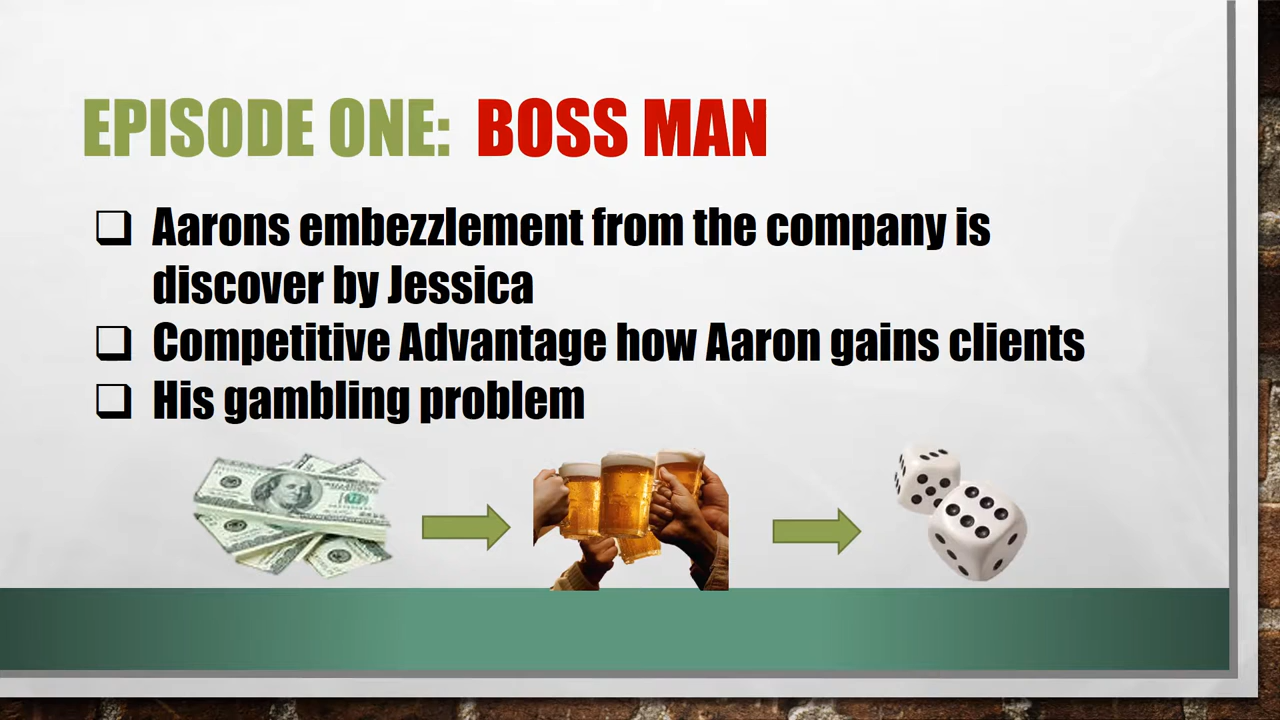 EPISODE ONE: BOSS MAN
Aarons embezzlement from the company is
discover by Jessica
Competitive Advantage how Aaron gains clients
His gambling problem